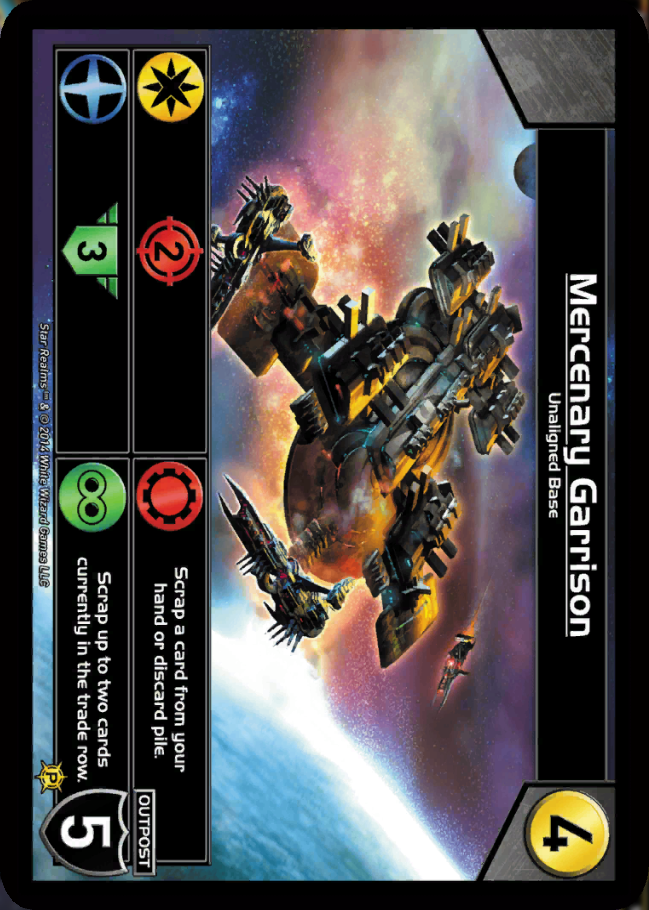 Mercenary Garrison
4
Unaligned Base
2
Scrap a card from your
hand or discard pile.
3
Scrap up to two cards
currently in the trade row.
OUTPOST
5
P
Star Realms™ & © 2014 White Wizard Games LLC